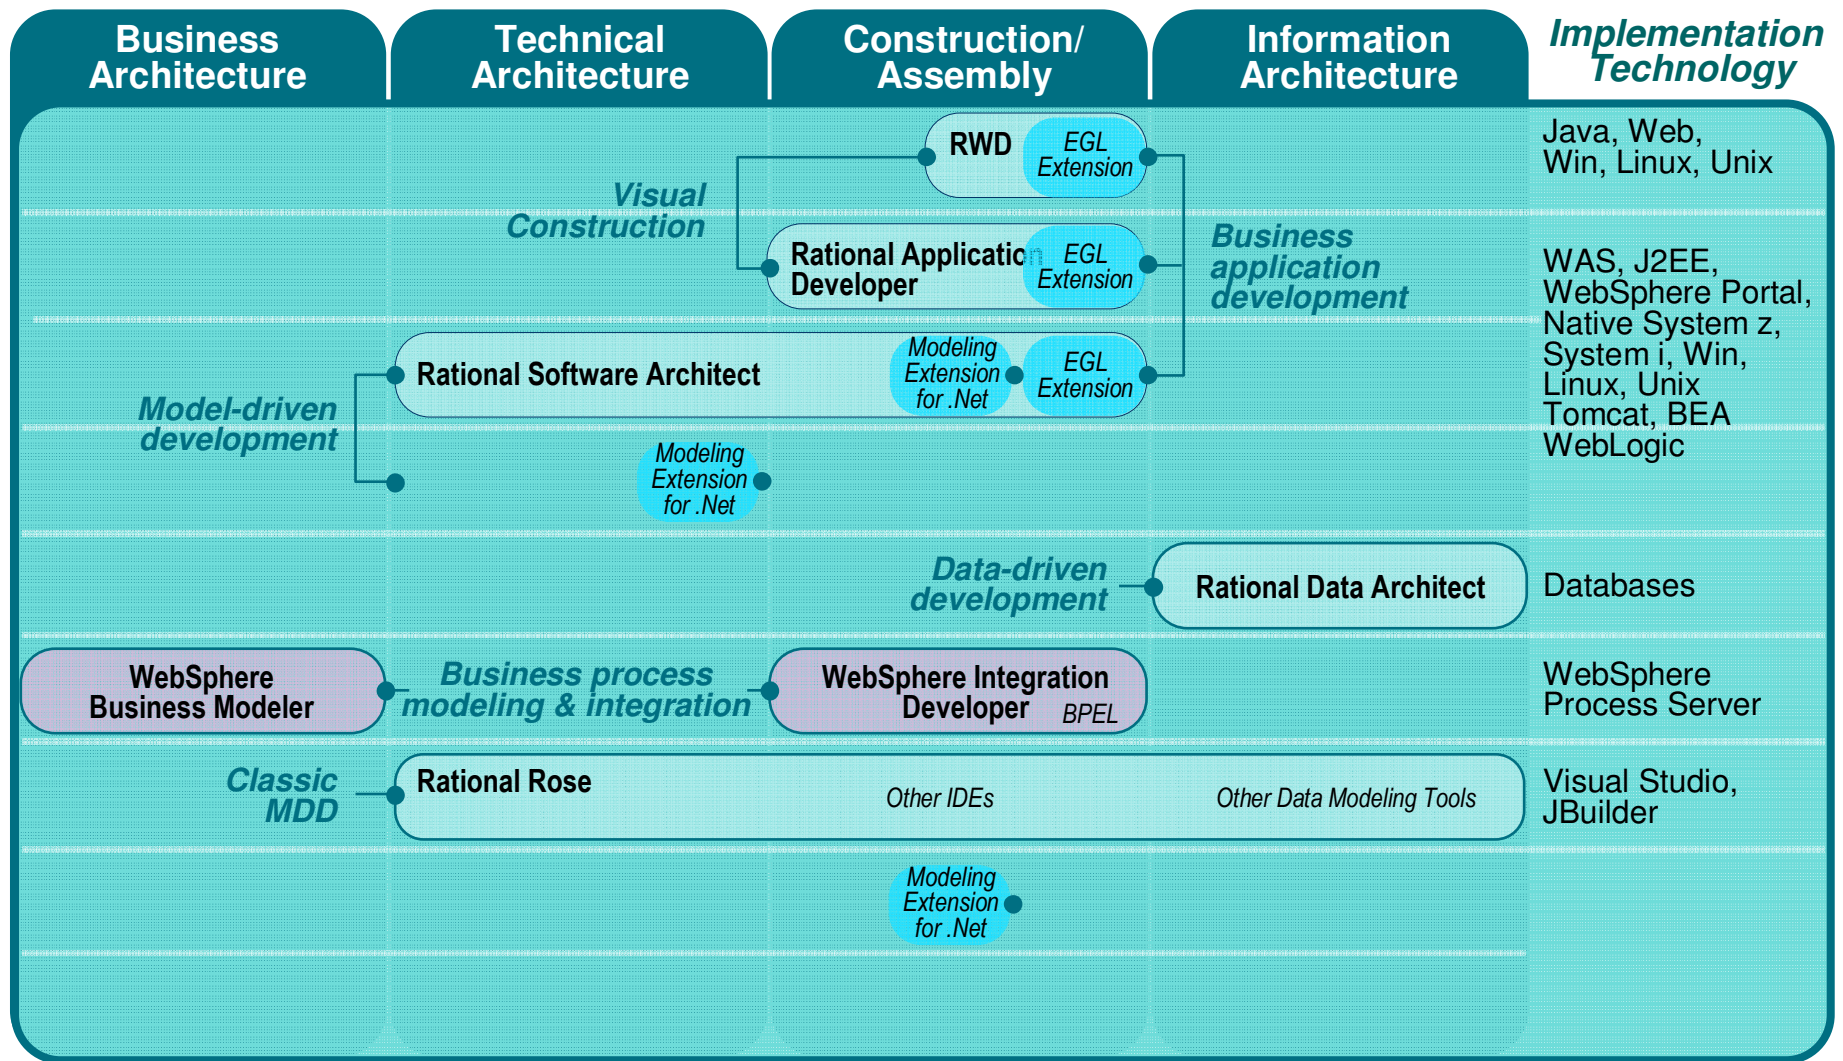 Business
Architecture
Technical
Architecture
Construction/
Assembly
Information
Architecture
Implementation
Technology
RWD
EGL
Extension
Java, Web,
Win, Linux, Unix
Visual
Construction
Rational Application
Developer
EGL
Extension
Business
application
development
WAS, J2EE,
WebSphere Portal,
Native System z,
System i, Win,
Linux, Unix
Tomcat, BEA
WebLogic
Rational Software Architect
Modeling
Extension
for .Net
EGL
Extension
Model-driven
development
Modeling
Extension
for .Net
Data-driven
development
Rational Data Architect
Databases
WebSphere
Business Modeler
Business process
modeling & integration
WebSphere Integration
Developer BPEL
WebSphere
Process Server
Classic
MDD
Rational Rose
Other IDEs
Other Data Modeling Tools
Visual Studio,
JBuilder
Modeling
Extension
for .Net